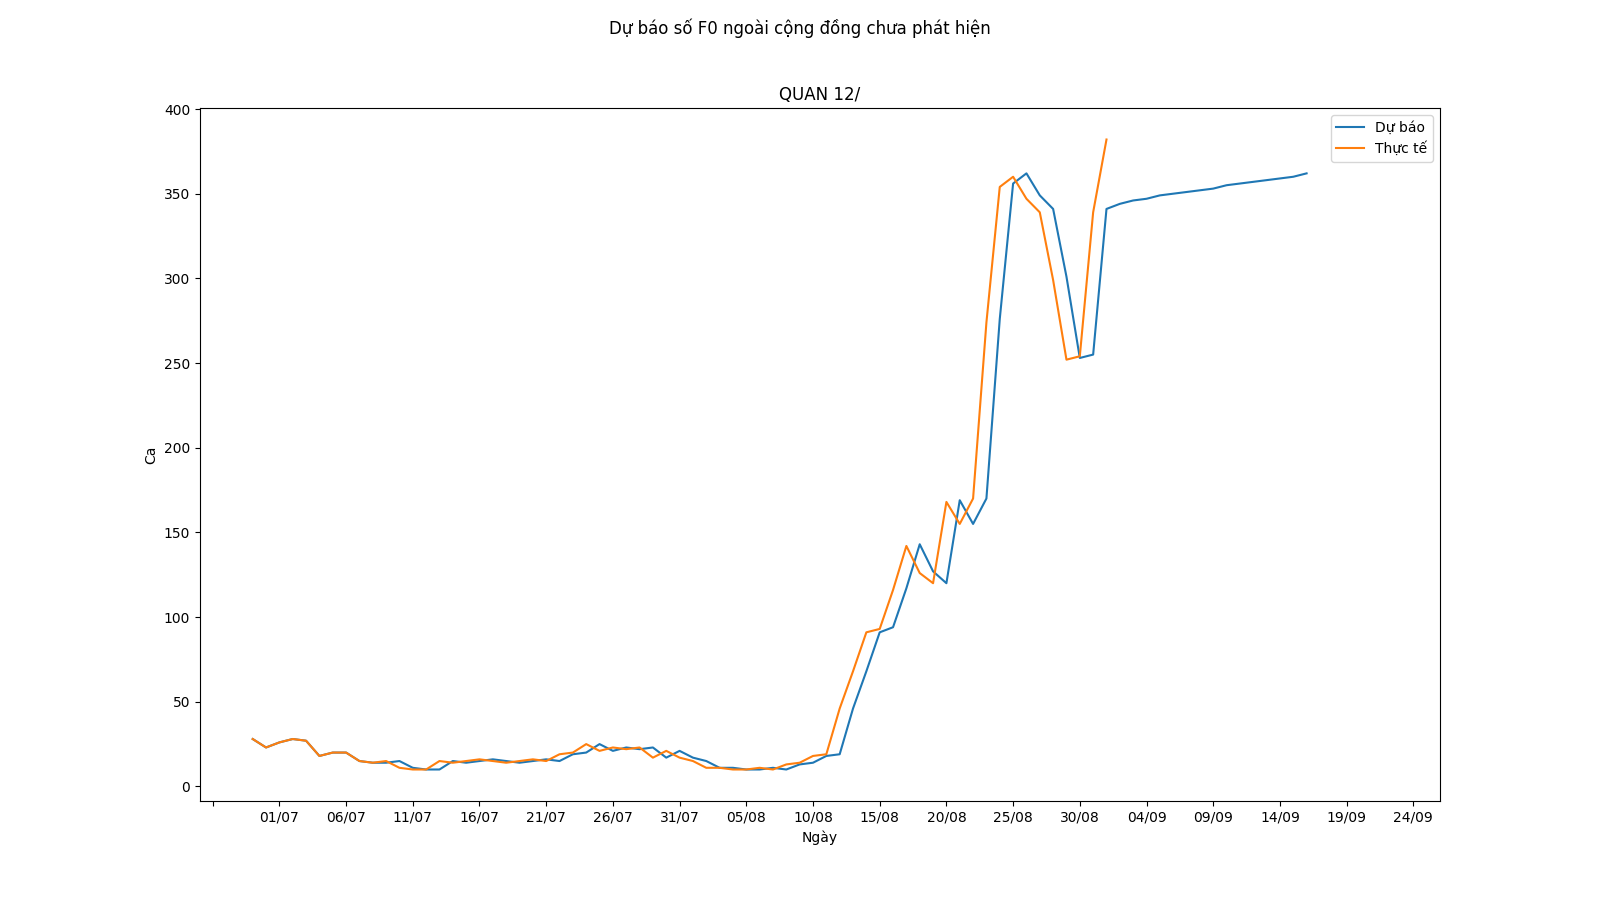 Dự báo số F0 ngoài cộng đồng chưa phát hiện
QUAN 12/
Dự báo
Thực tế
400
350
300
250
200
150
100
50
0
Ca
01/07 06/07 11/07 16/07 21/07 26/07 31/07 05/08 10/08 15/08 20/08 25/08 30/08 04/09 09/09 14/09 19/09 24/09
Ngày